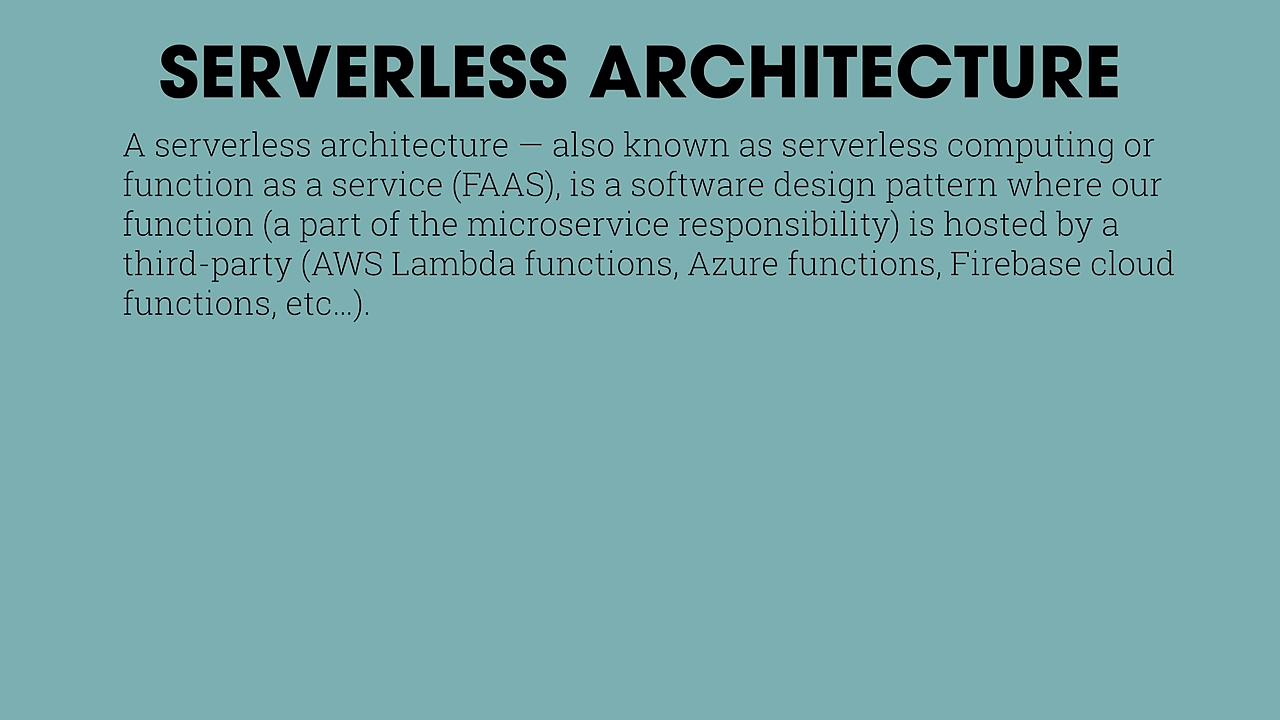 SERVERLESS ARCHITECTURE
A serverless architecture — also known as serverless computing or
function as a service (FAAS), is a software design pattern where our
function (a part of the microservice responsibility) is hosted by a
third-party (AWS Lambda functions, Azure functions, Firebase cloud
functions, etc…).